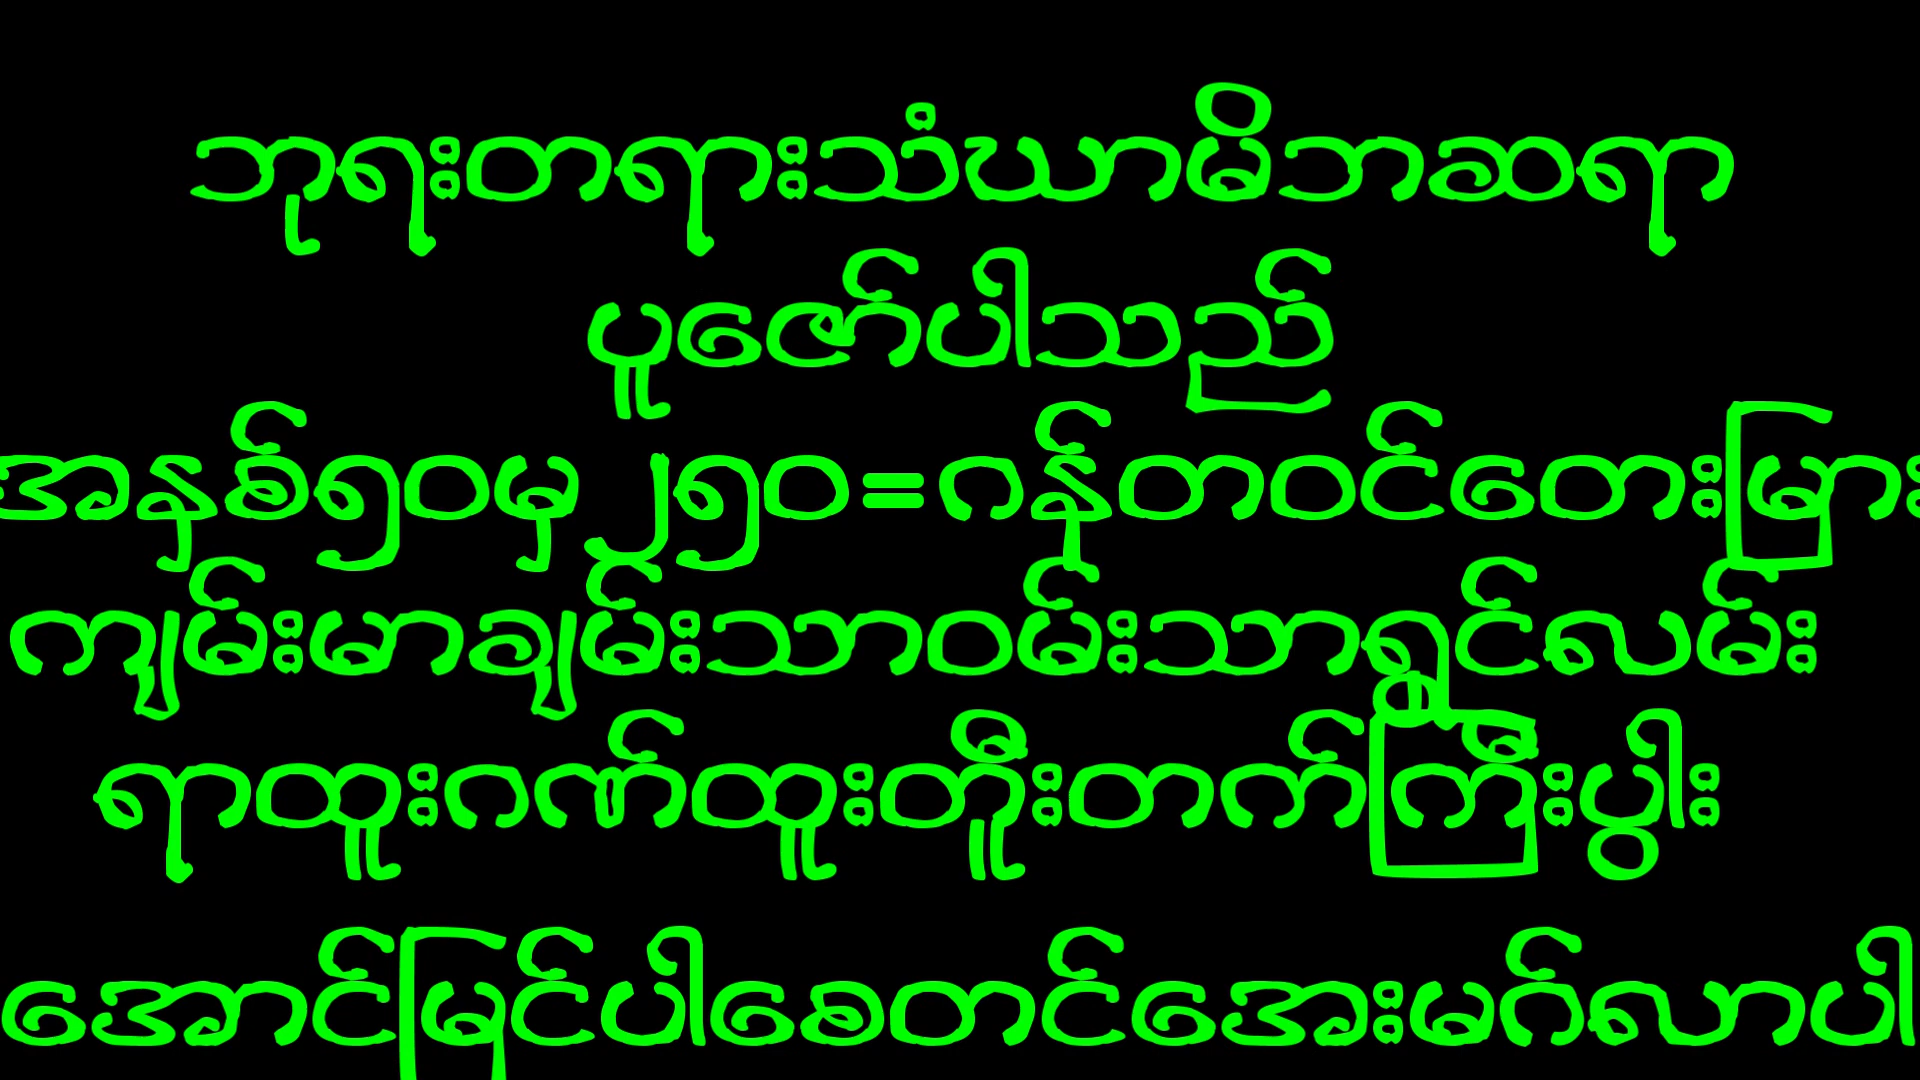 ဘုရးတရားသံဃာမိဘဆရာ
ပူဇော်ပါသည်
အနှစ်၅၀မှ၂၅၀=ဂန်တဝင်တေးမြား
ကျမ်းမာချမ်းသာဝမ်းသာရွှင်လမ်း
ရာထူးဂဏ်ထူးတိုးတက်ကြီးပွါး
အောင်မြင်ပါစေတင်အေးမင်္ဂလာပါ